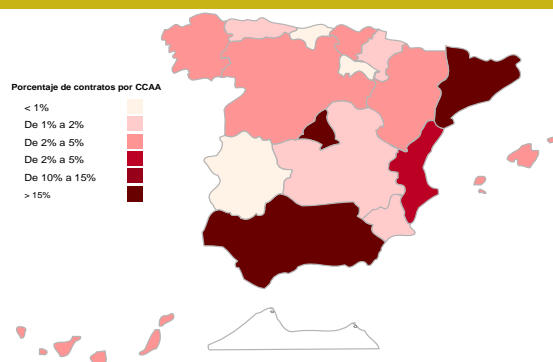 Porcentaje de contratos por CCAA
< 1%
De 1% a 2%
De 2% a 5%
De 2% a 5%
De 10% a 15%
> 15%